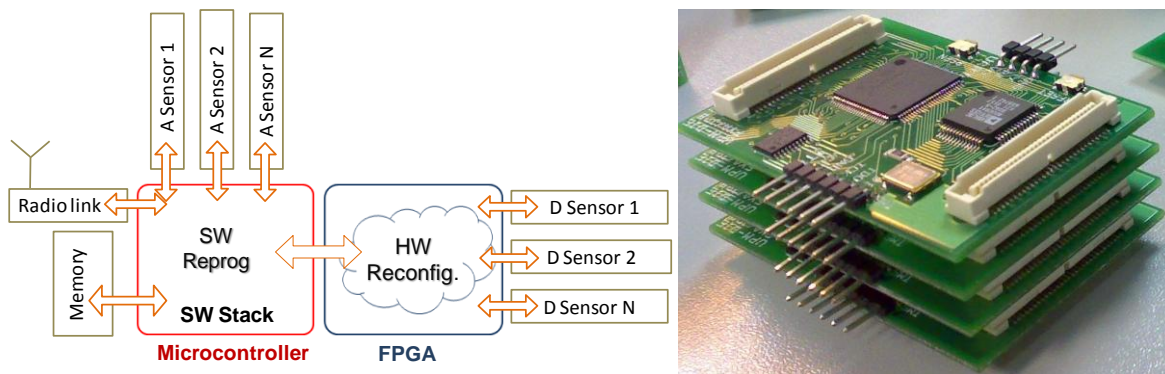 A Sensor 1
A Sensor 2
A Sensor N
Radio link
Memory
SW
Reprog
SW Stack
Microcontroller
HW
Reconfig.
FPGA
D Sensor 1
D Sensor 2
D Sensor N